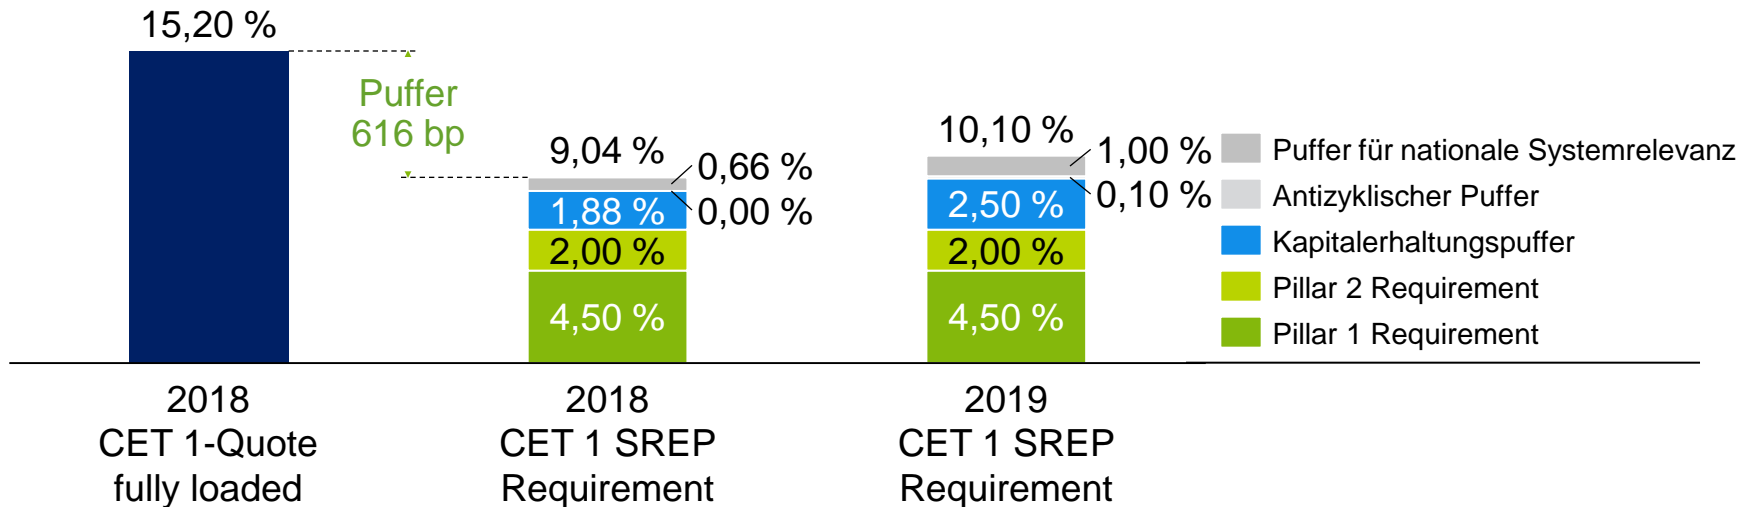 15,20 %
Puffer
616 bp
9,04 %
0,66 %
0,00 %
1,88 %
2,00 %
4,50 %
10,10 %
1,00 %
0,10 %
2,50 %
2,00 %
4,50 %
Puffer für nationale Systemrelevanz
Antizyklischer Puffer
Kapitalerhaltungspuffer
Pillar 2 Requirement
Pillar 1 Requirement
2018
CET 1-Quote
fully loaded
2018
CET 1 SREP
Requirement
2019
CET 1 SREP
Requirement